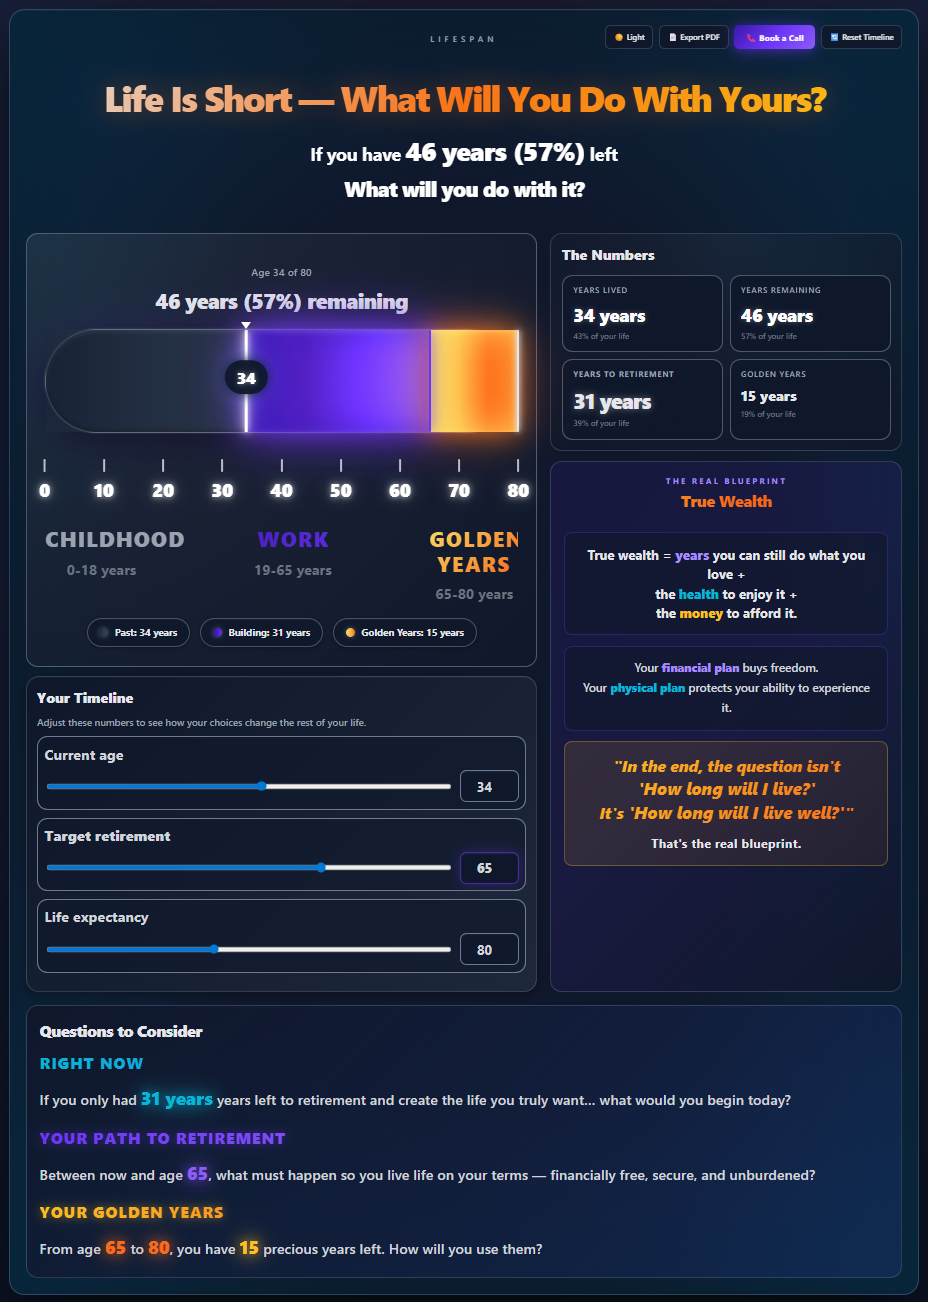 LIFESPAN
Light
Export PDF
Book a Call
Reset Timeline
Life Is Short — What Will You Do With Yours?
If you have 46 years (57%) left
What will you do with it?
Age 34 of 80
46 years (57%) remaining
34
0 10 20 30 40 50 60 70 80
CHILDHOOD
0-18 years
WORK
19-65 years
GOLDEN
YEARS
65-80 years
Past: 34 years
Building: 31 years
Golden Years: 15 years
The Numbers
YEARS LIVED
34 years
43% of your life
YEARS REMAINING
46 years
57% of your life
YEARS TO RETIREMENT
31 years
39% of your life
GOLDEN YEARS
15 years
19% of your life
THE REAL BLUEPRINT
True Wealth
True wealth = years you can still do what you
love +
the health to enjoy it +
the money to afford it.
Your financial plan buys freedom.
Your physical plan protects your ability to experience
it.
"In the end, the question isn't
'How long will I live?'
It's 'How long will I live well?'"
That's the real blueprint.
Your Timeline
Adjust these numbers to see how your choices change the rest of your life.
Current age
34
Target retirement
65
Life expectancy
80
Questions to Consider
RIGHT NOW
If you only had 31 years years left to retirement and create the life you truly want... what would you begin today?
YOUR PATH TO RETIREMENT
Between now and age 65, what must happen so you live life on your terms — financially free, secure, and unburdened?
YOUR GOLDEN YEARS
From age 65 to 80, you have 15 precious years left. How will you use them?